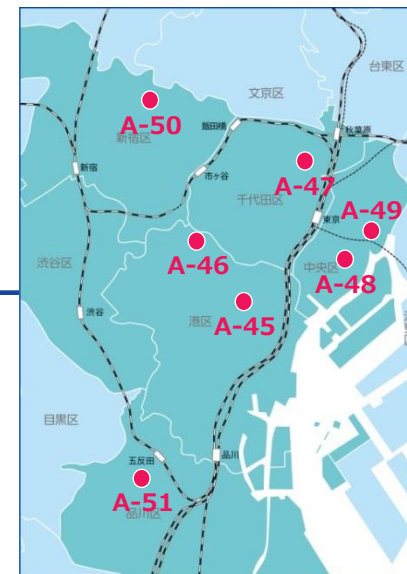 台東区
文京区
A-50
新宿区
飯田橋
秋葉原
新宿
市ヶ谷
A-47
千代田区
東京
A-49
A-46
渋谷区
中央区
A-48
A-45
港区
渋谷
目黒区
五反田
品川
A-51
品川区